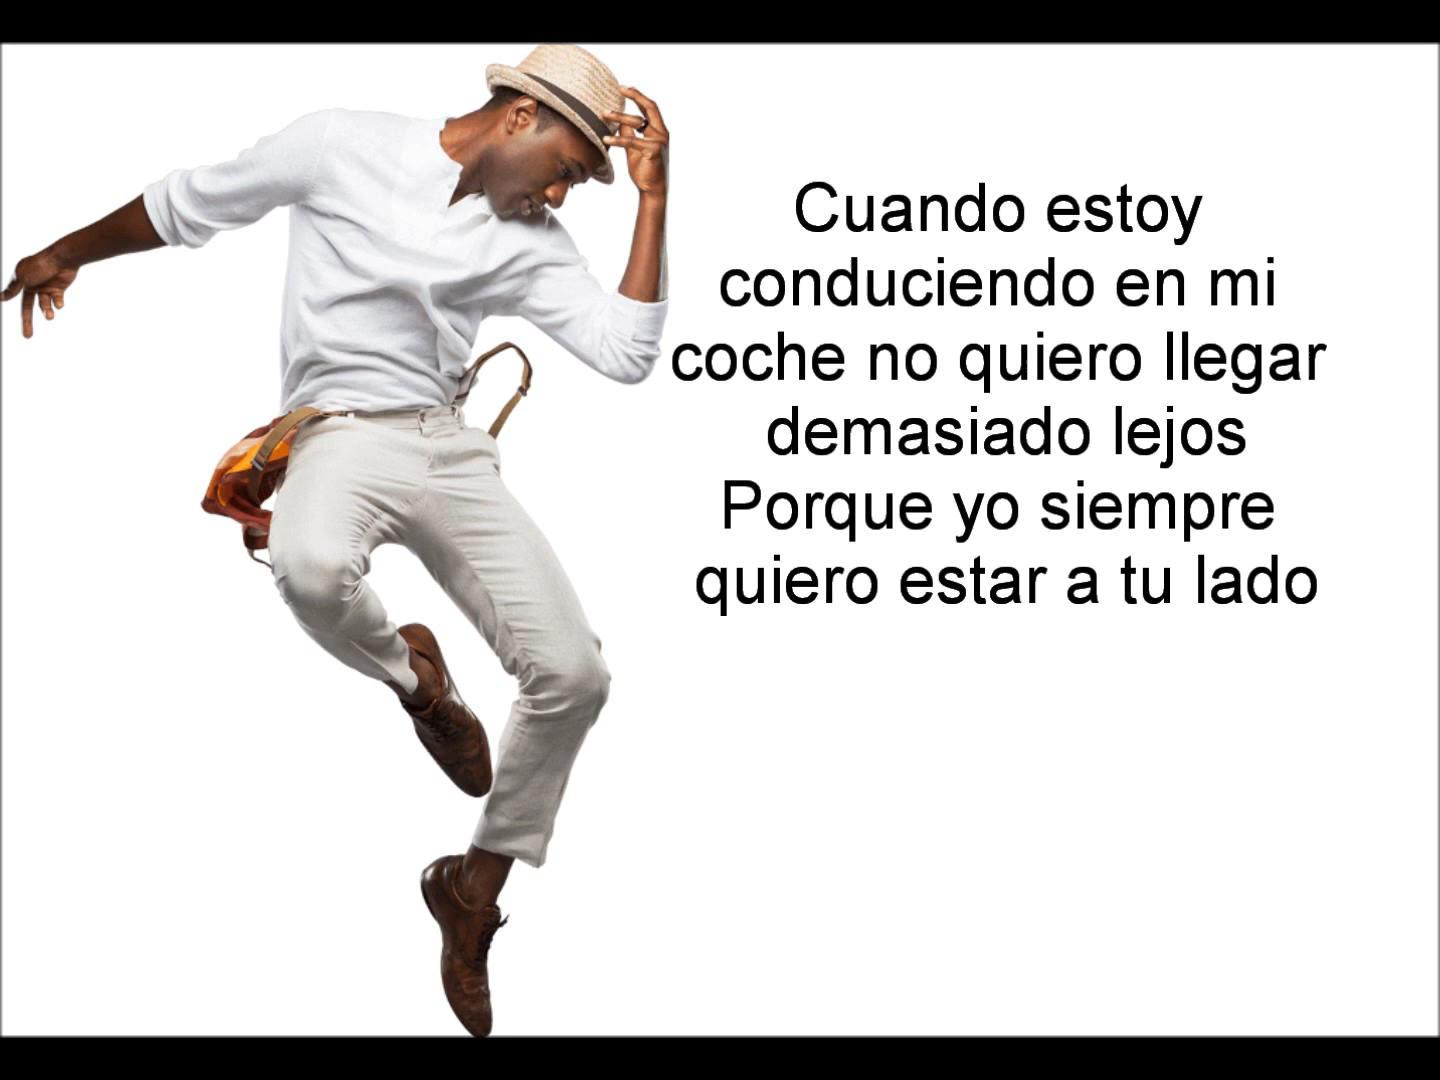 Cuando estoy
conduciendo en mi
coche no quiero llegar
demasiado lejos
Porque yo siempre
quiero estar a tu lado